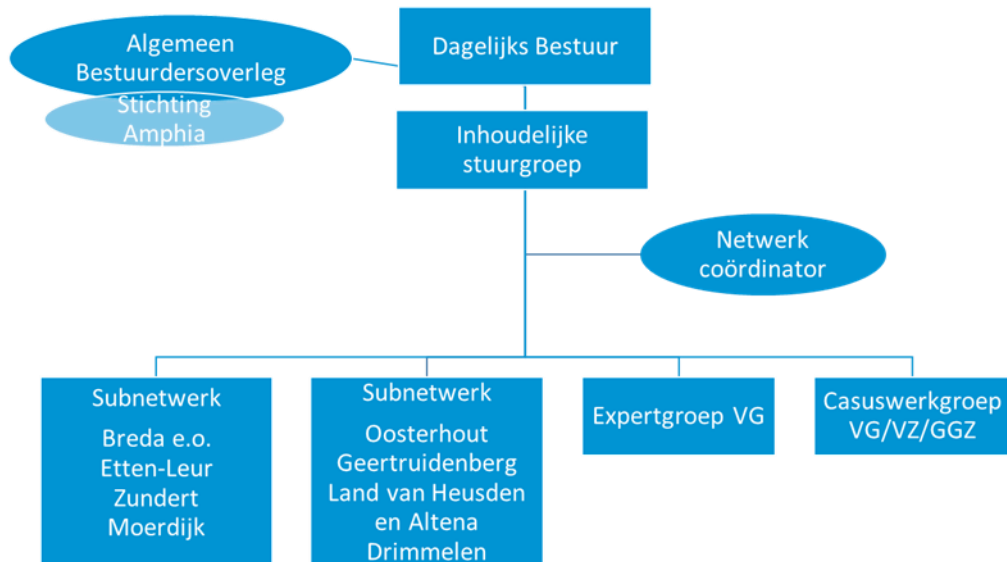 Algemeen
Bestuurdersoverleg
Stichting
Amphia
Dagelijks Bestuur
Inhoudelijke
stuurgroep
Netwerk
coördinator
Subnetwerk
Breda e.o.
Etten-Leur
Zundert
Moerdijk
Subnetwerk
Oosterhout
Geertruidenberg
Land van Heusden
en Altena
Drimmelen
Expertgroep VG
Casuswerkgroep
VG/VZ/GGZ